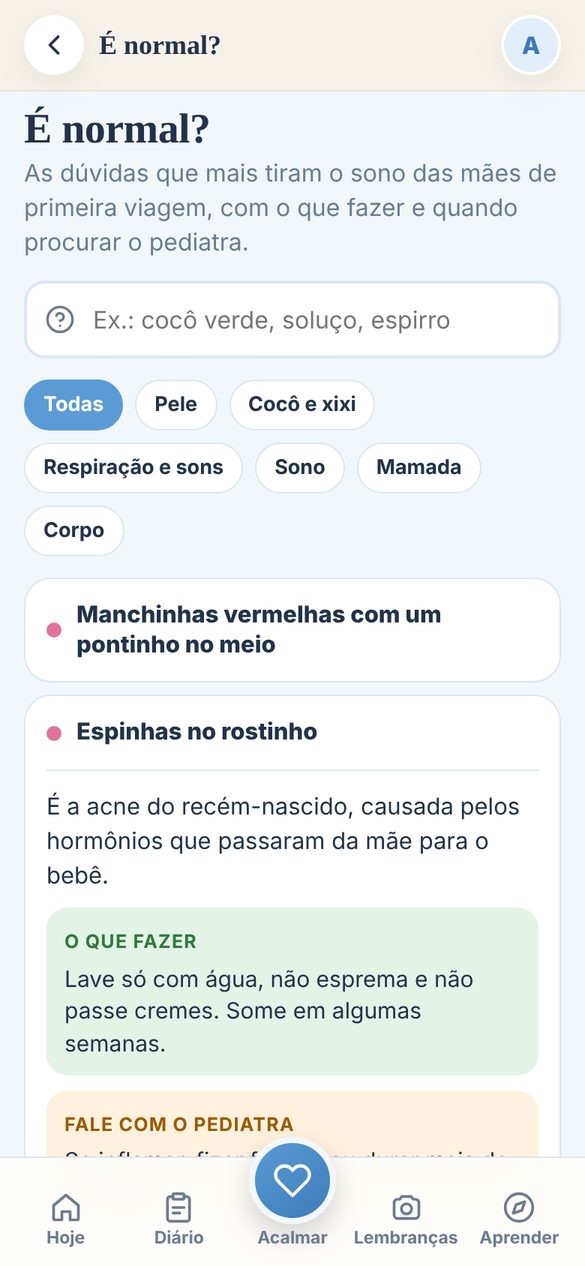 É normal?
A
É normal?
As dúvidas que mais tiram o sono das mães de
primeira viagem, com o que fazer e quando
procurar o pediatra.
Ex.: cocô verde, soluço, espirro
Todas
Pele
Cocô e xixi
Respiração e sons
Sono
Mamada
Corpo
Manchinhas vermelhas com um
pontinho no meio
Espinhas no rostinho
É a acne do recém-nascido, causada pelos
hormônios que passaram da mãe para o
bebê.
O QUE FAZER
Lave só com água, não esprema e não
passe cremes. Some em algumas
semanas.
FALE COM O PEDIATRA
Hoje
Diário
Acalmar
Lembranças
Aprender